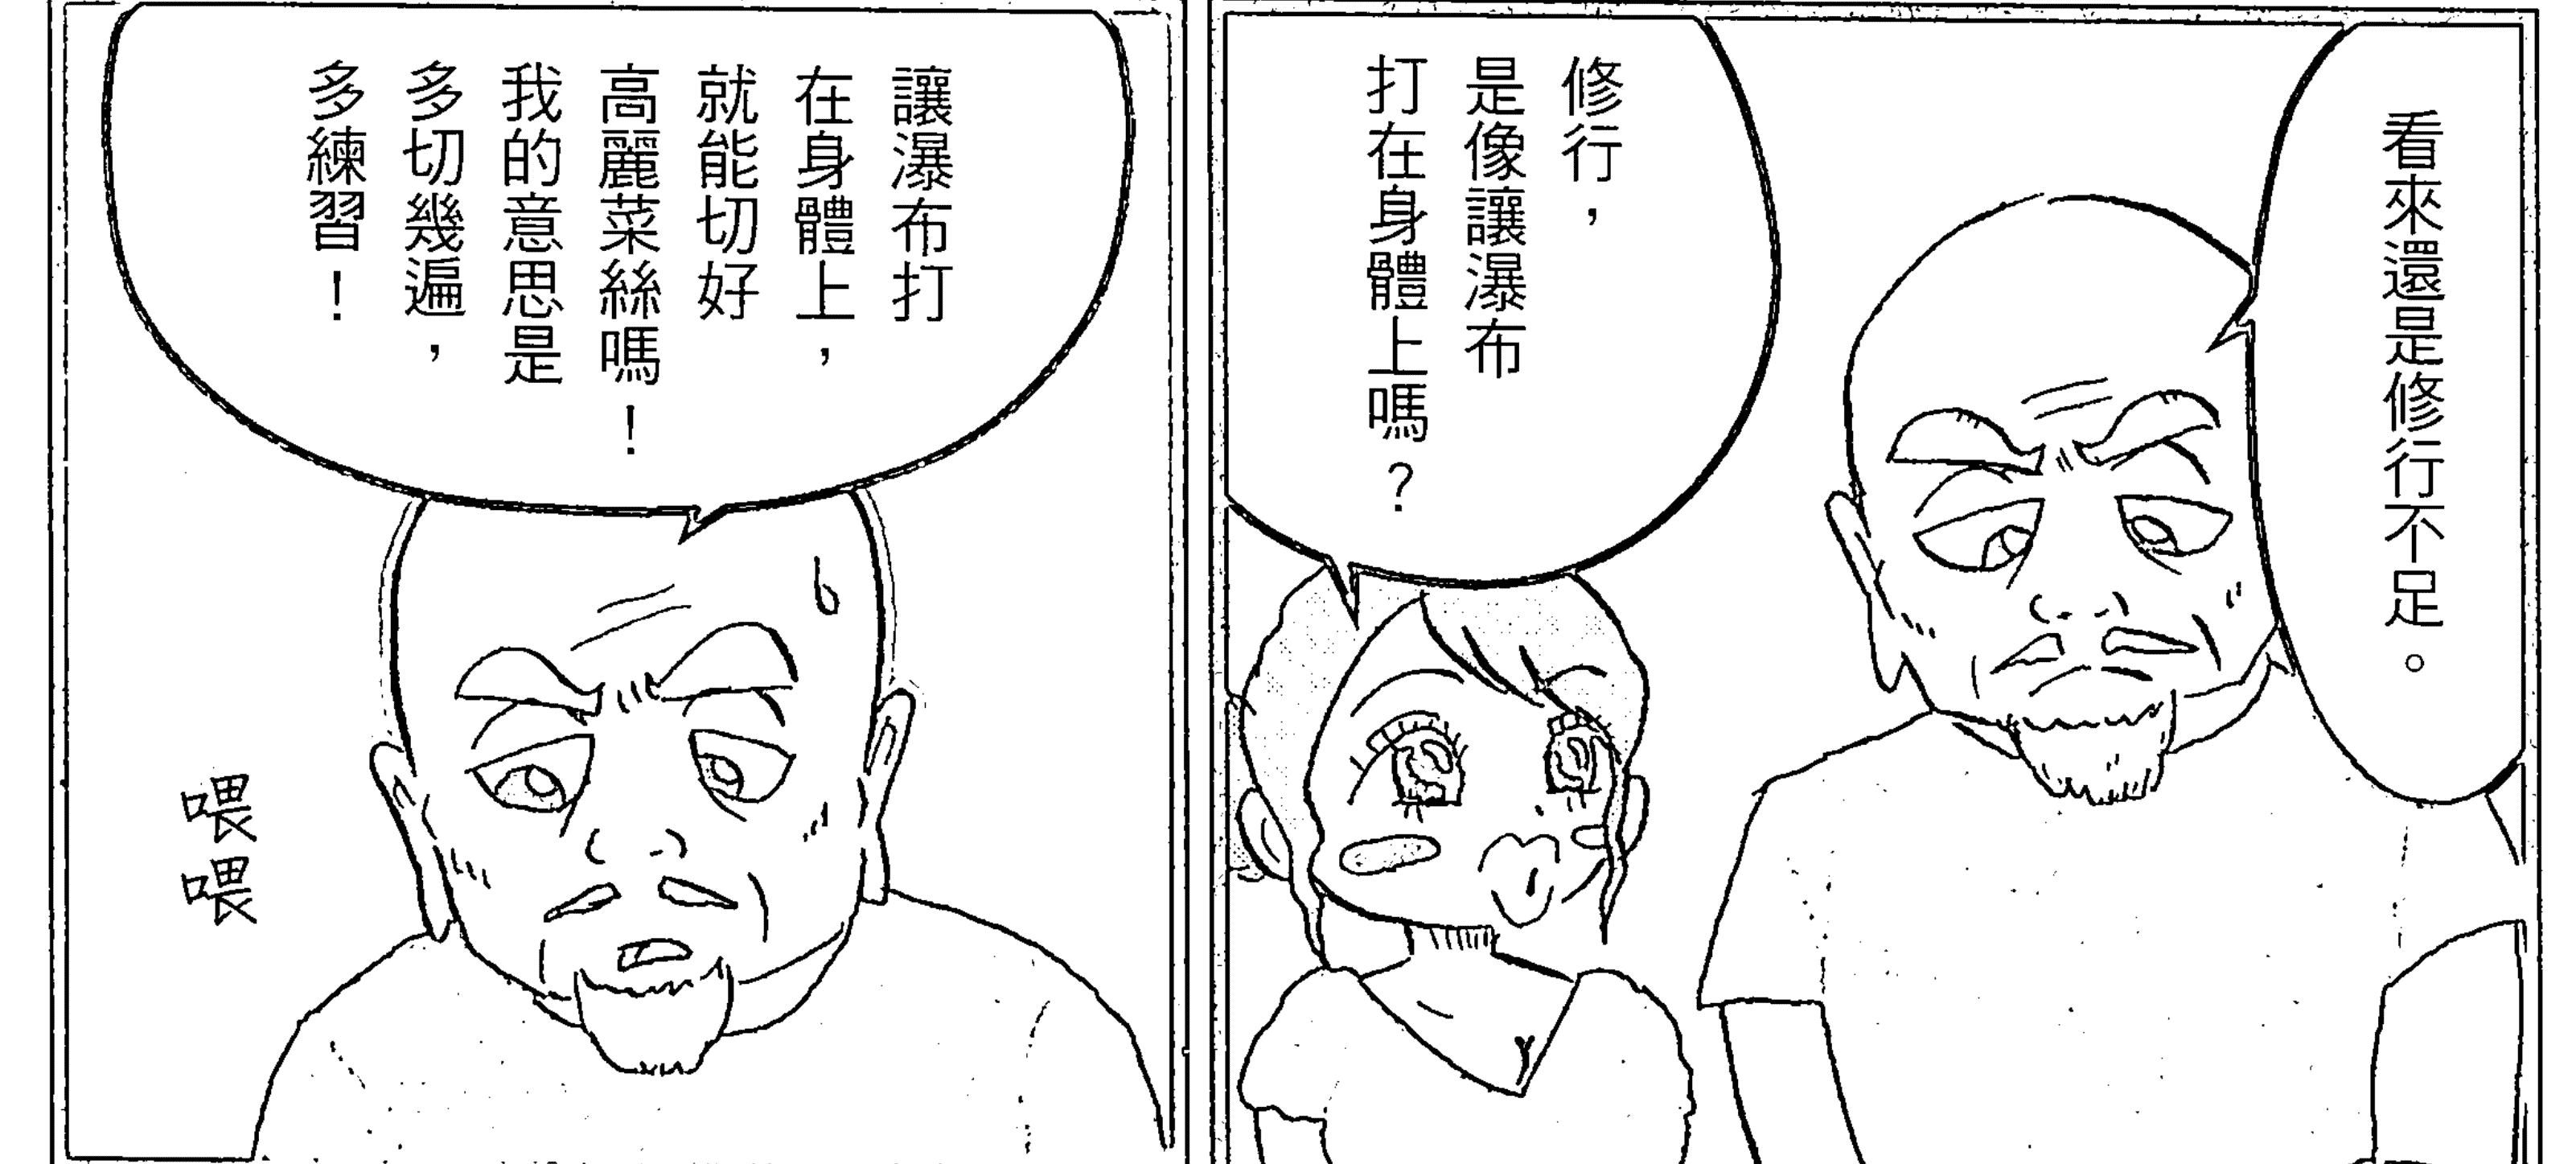 看來還是修行不足。
修行，
是像讓瀑布
打在身體上嗎？
讓瀑布打
在身體上，
就能切好
高麗菜絲嗎！
我的意思是
多切幾遍，
多練習！
喂喂